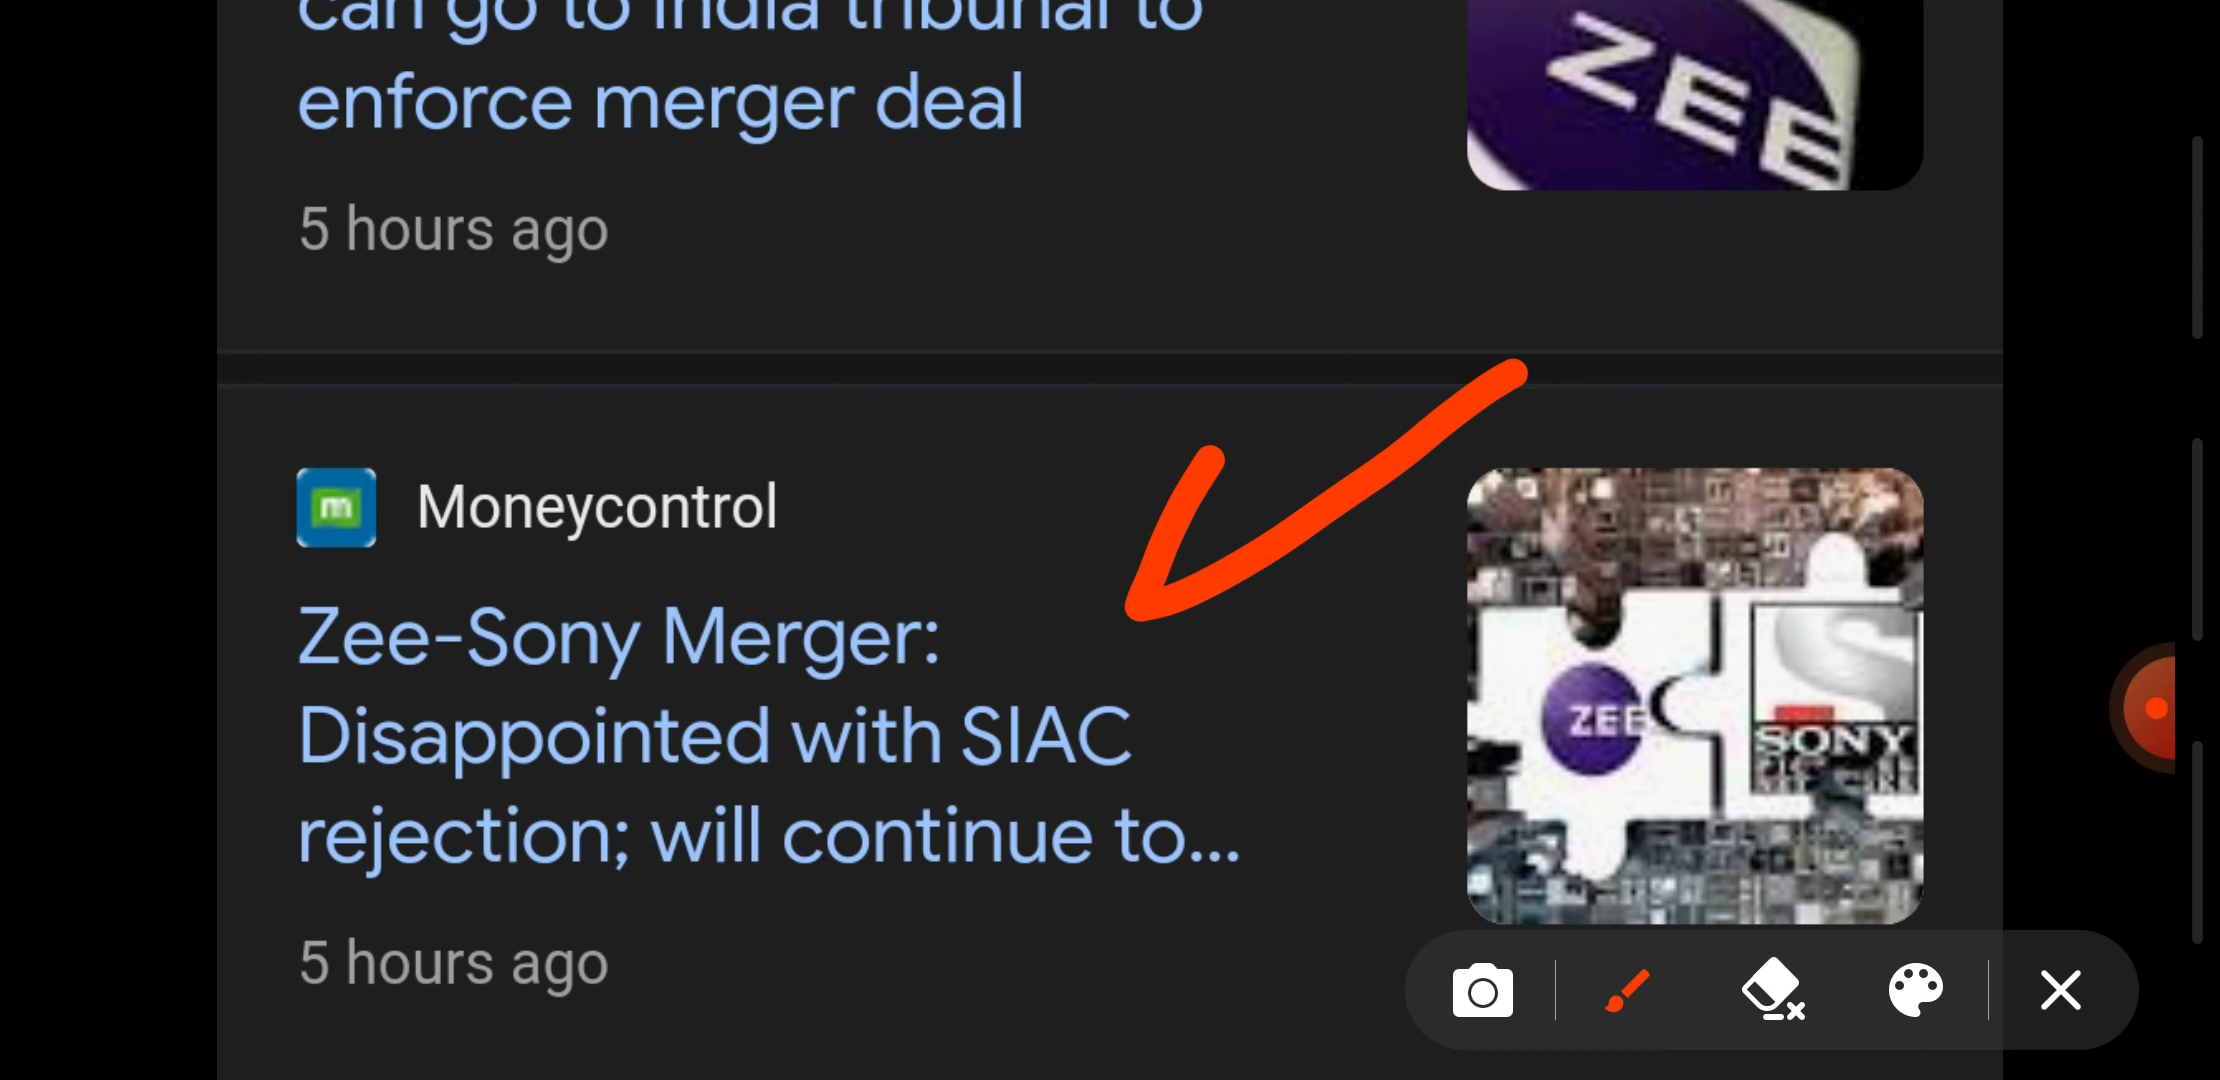 can go to India tribunal to
enforce merger deal
5 hours ago
ZEE
m
Moneycontrol
Zee-Sony Merger:
Disappointed with SIAC
rejection; will continue to...
5 hours ago
ZEE
SONY